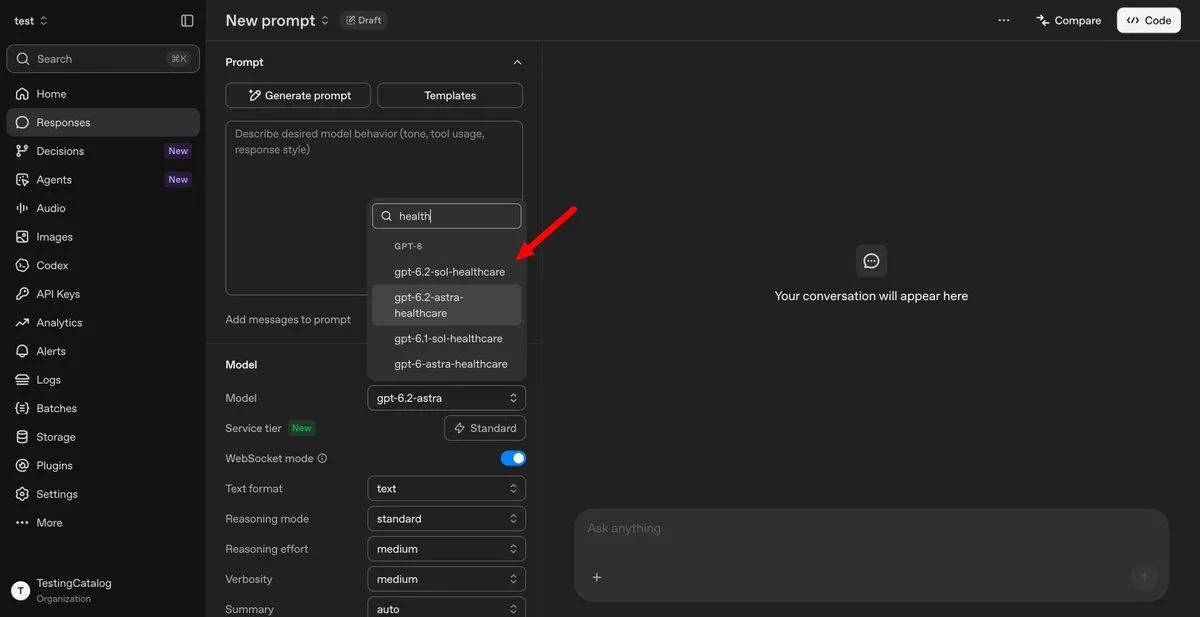 test
Search
⌘K
Home
Responses
Decisions
New
Agents
New
Audio
Images
Codex
API Keys
Analytics
Alerts
Logs
Batches
Storage
Plugins
Settings
More
T
TestingCatalog
Organization
New prompt
Draft
Compare
Code
Prompt
Generate prompt
Templates
Describe desired model behavior (tone, tool usage,
response style)
health
GPT-6
gpt-6.2-sol-healthcare
gpt-6.2-astra-
healthcare
gpt-6.1-sol-healthcare
gpt-6-astra-healthcare
Add messages to prompt
Model
Model
gpt-6.2-astra
Service tier
New
Standard
WebSocket mode
Text format
text
Reasoning mode
standard
Reasoning effort
medium
Verbosity
medium
Summary
auto
Your conversation will appear here
Ask anything